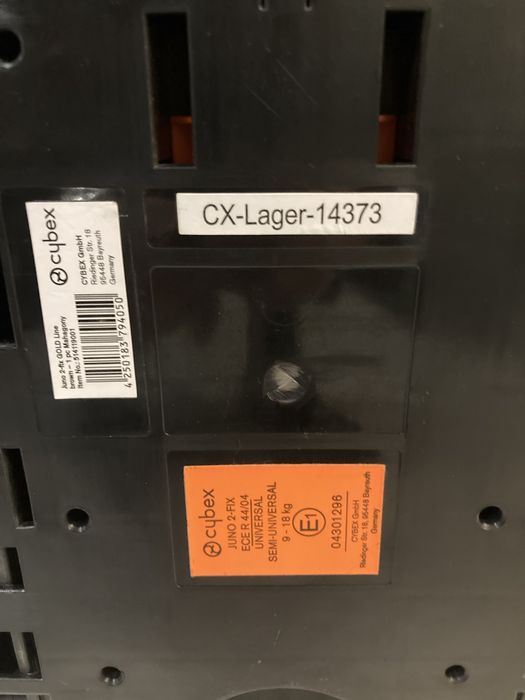 CX-Lager-14373
cybex
CYBEX GmbH
Riedinger Str. 18
95448 Bayreuth
Germany
4 250183 794050
Juno 2-fix GOLD Line
brown – 1 pc Mahagony
Item No.: 514119001
cybex
JUNO 2-FIX
ECE R 44/04
UNIVERSAL
SEMI-UNIVERSAL
9 - 18 kg
E1
04301296
CYBEX GmbH
Riedinger Str. 18, 95448 Bayreuth
Germany